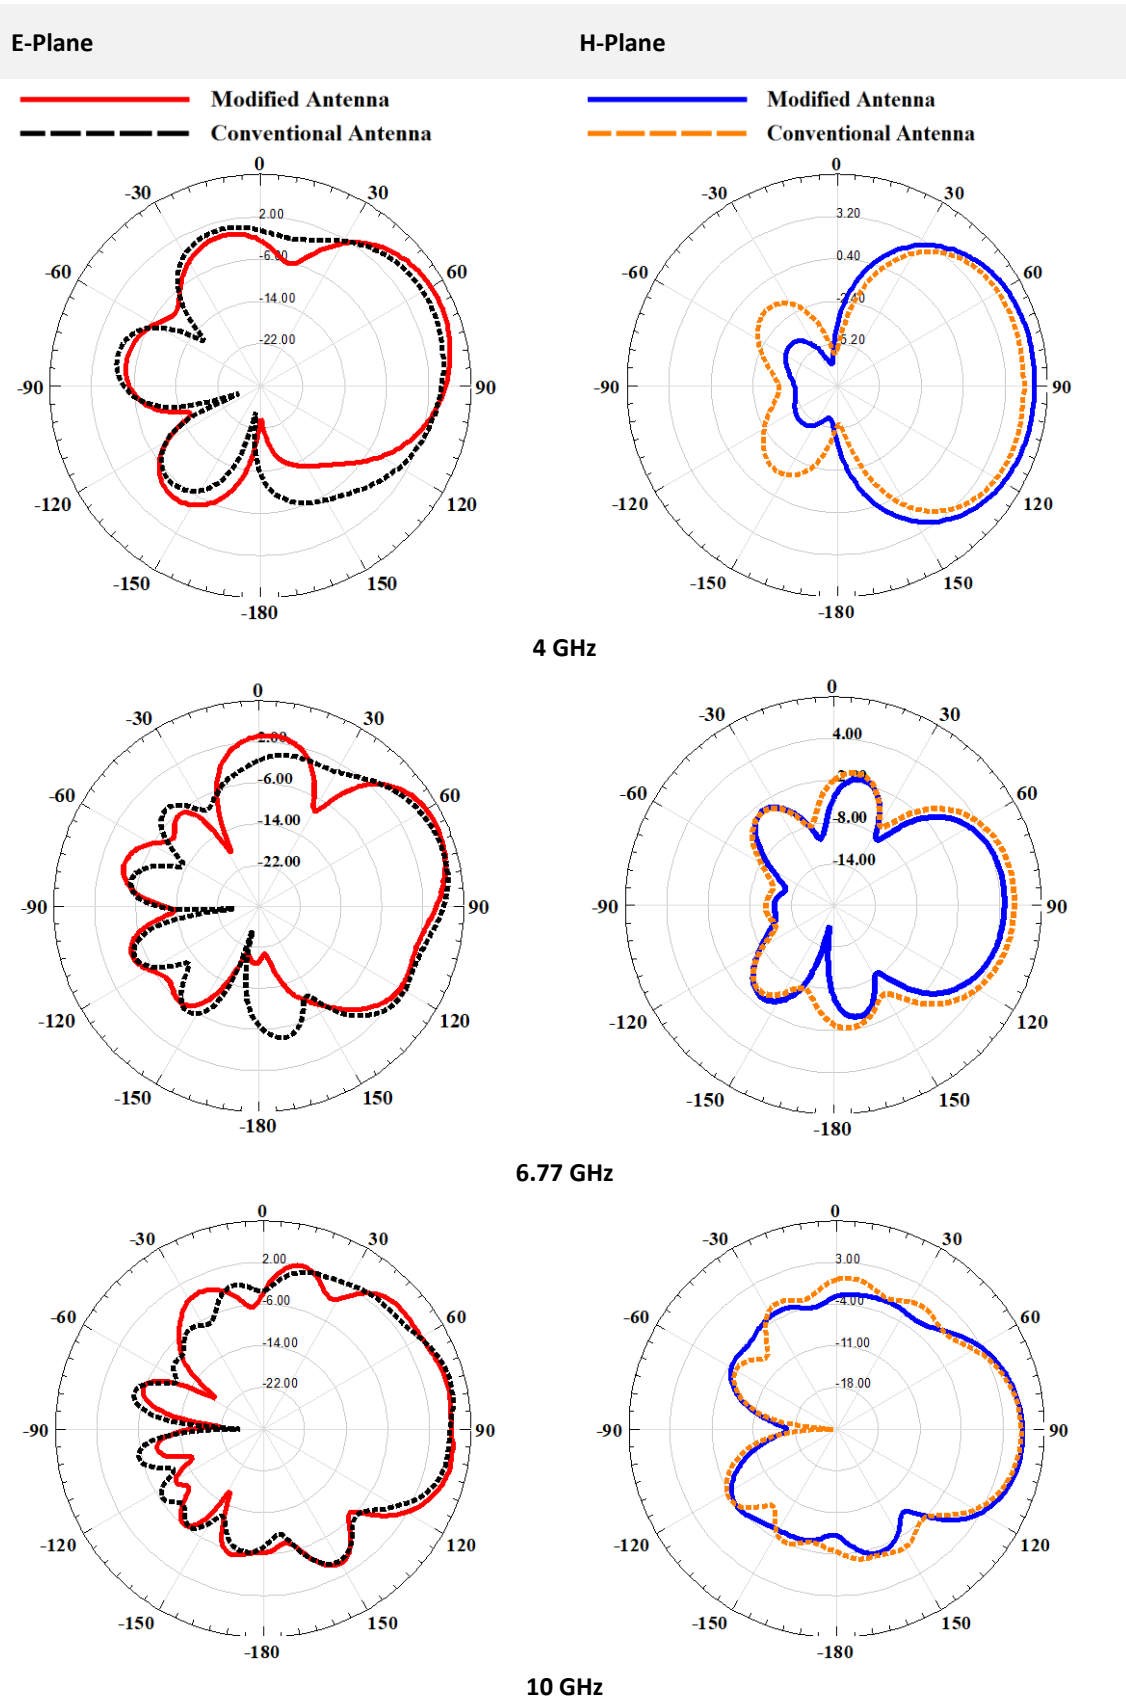 E-Plane H-Plane
Modified Antenna Modified Antenna
Conventional Antenna Conventional Antenna
0 0
-30 30 -30 30
2.00 3.20
-6.00 0.40
-60 60 -60 60
-14.00
-22.00 5.20
-90 90 -90 90
-120 120 -120 120
-150 150 -150 150
-180 -180
4 GHz
0 0
-30 30 -30 30
2.00 4.00
-6.00
-60 60 -60 60
-14.00 -8.00
-22.00 -14.00
-90 90 -90 90
-120 120 -120 120
-150 150 -150 150
-180 -180
6.77 GHz
0 0
-30 30 -30 30
2.00 3.00
-6.00 -4.00
-60 60 -60 60
-14.00 -11.00
-22.00 -18.00
-90 90 -90 90
-120 120 -120 120
-150 150 -150 150
-180 -180
10 GHz